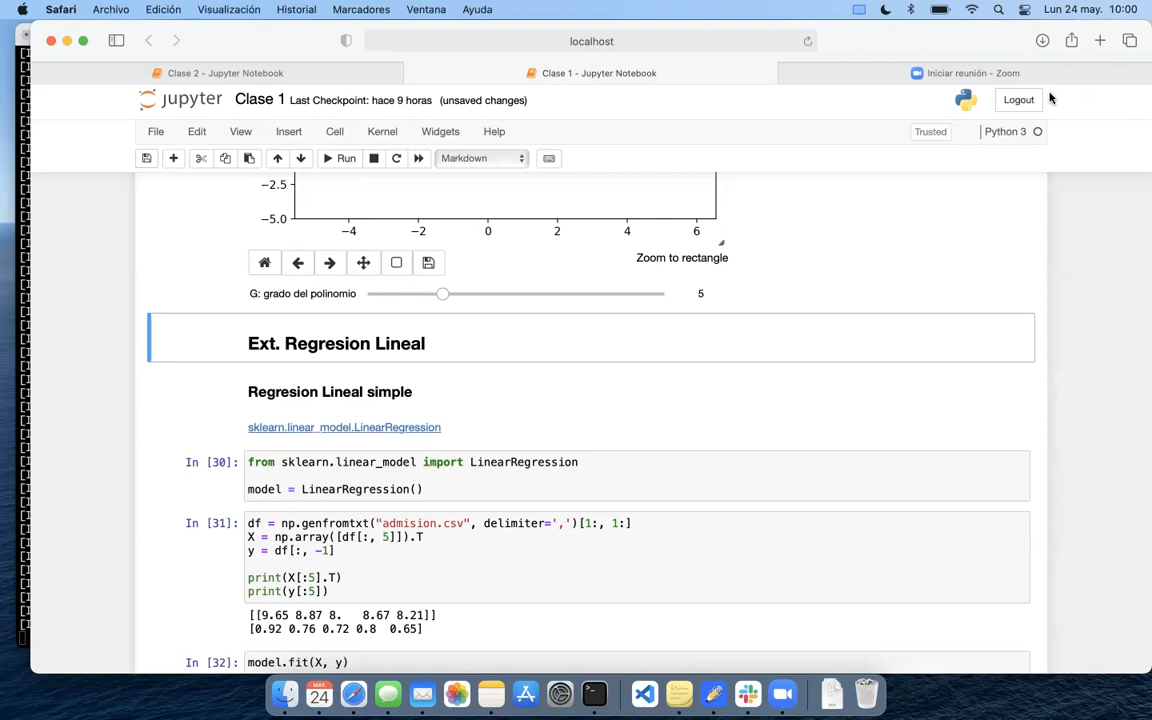 Safari Archivo Edición Visualización Historial Marcadores Ventana Ayuda Lun 24 may. 10:00
localhost
Clase 2 - Jupyter Notebook Clase 1 - Jupyter Notebook Iniciar reunión - Zoom
jupyter Clase 1 Last Checkpoint: hace 9 horas (unsaved changes) Logout
File Edit View Insert Cell Kernel Widgets Help Trusted Python 3
Run Markdown
−2.5
−5.0
−4 −2 0 2 4 6
Zoom to rectangle
G: grado del polinomio 5
Ext. Regresion Lineal
Regresion Lineal simple
sklearn.linear_model.LinearRegression
In [30]: from sklearn.linear_model import LinearRegression
model = LinearRegression()
In [31]: df = np.genfromtxt("admision.csv", delimiter=',')[1:, 1:]
X = np.array([df[:, 5]]).T
y = df[:, -1]
print(X[:5].T)
print(y[:5])
[[9.65 8.87 8. 8.67 8.21]]
[0.92 0.76 0.72 0.8 0.65]
In [32]: model.fit(X, y)
MAY
24